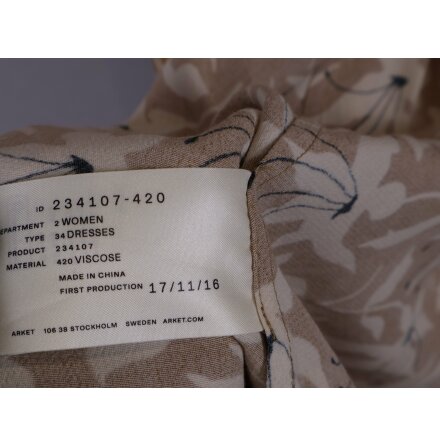 ID 234107-420
DEPARTMENT 2 WOMEN
TYPE 34 DRESSES
PRODUCT 234107
MATERIAL 420 VISCOSE
MADE IN CHINA
FIRST PRODUCTION 17/11/16
ARKET 106 38 STOCKHOLM SWEDEN ARKET.COM